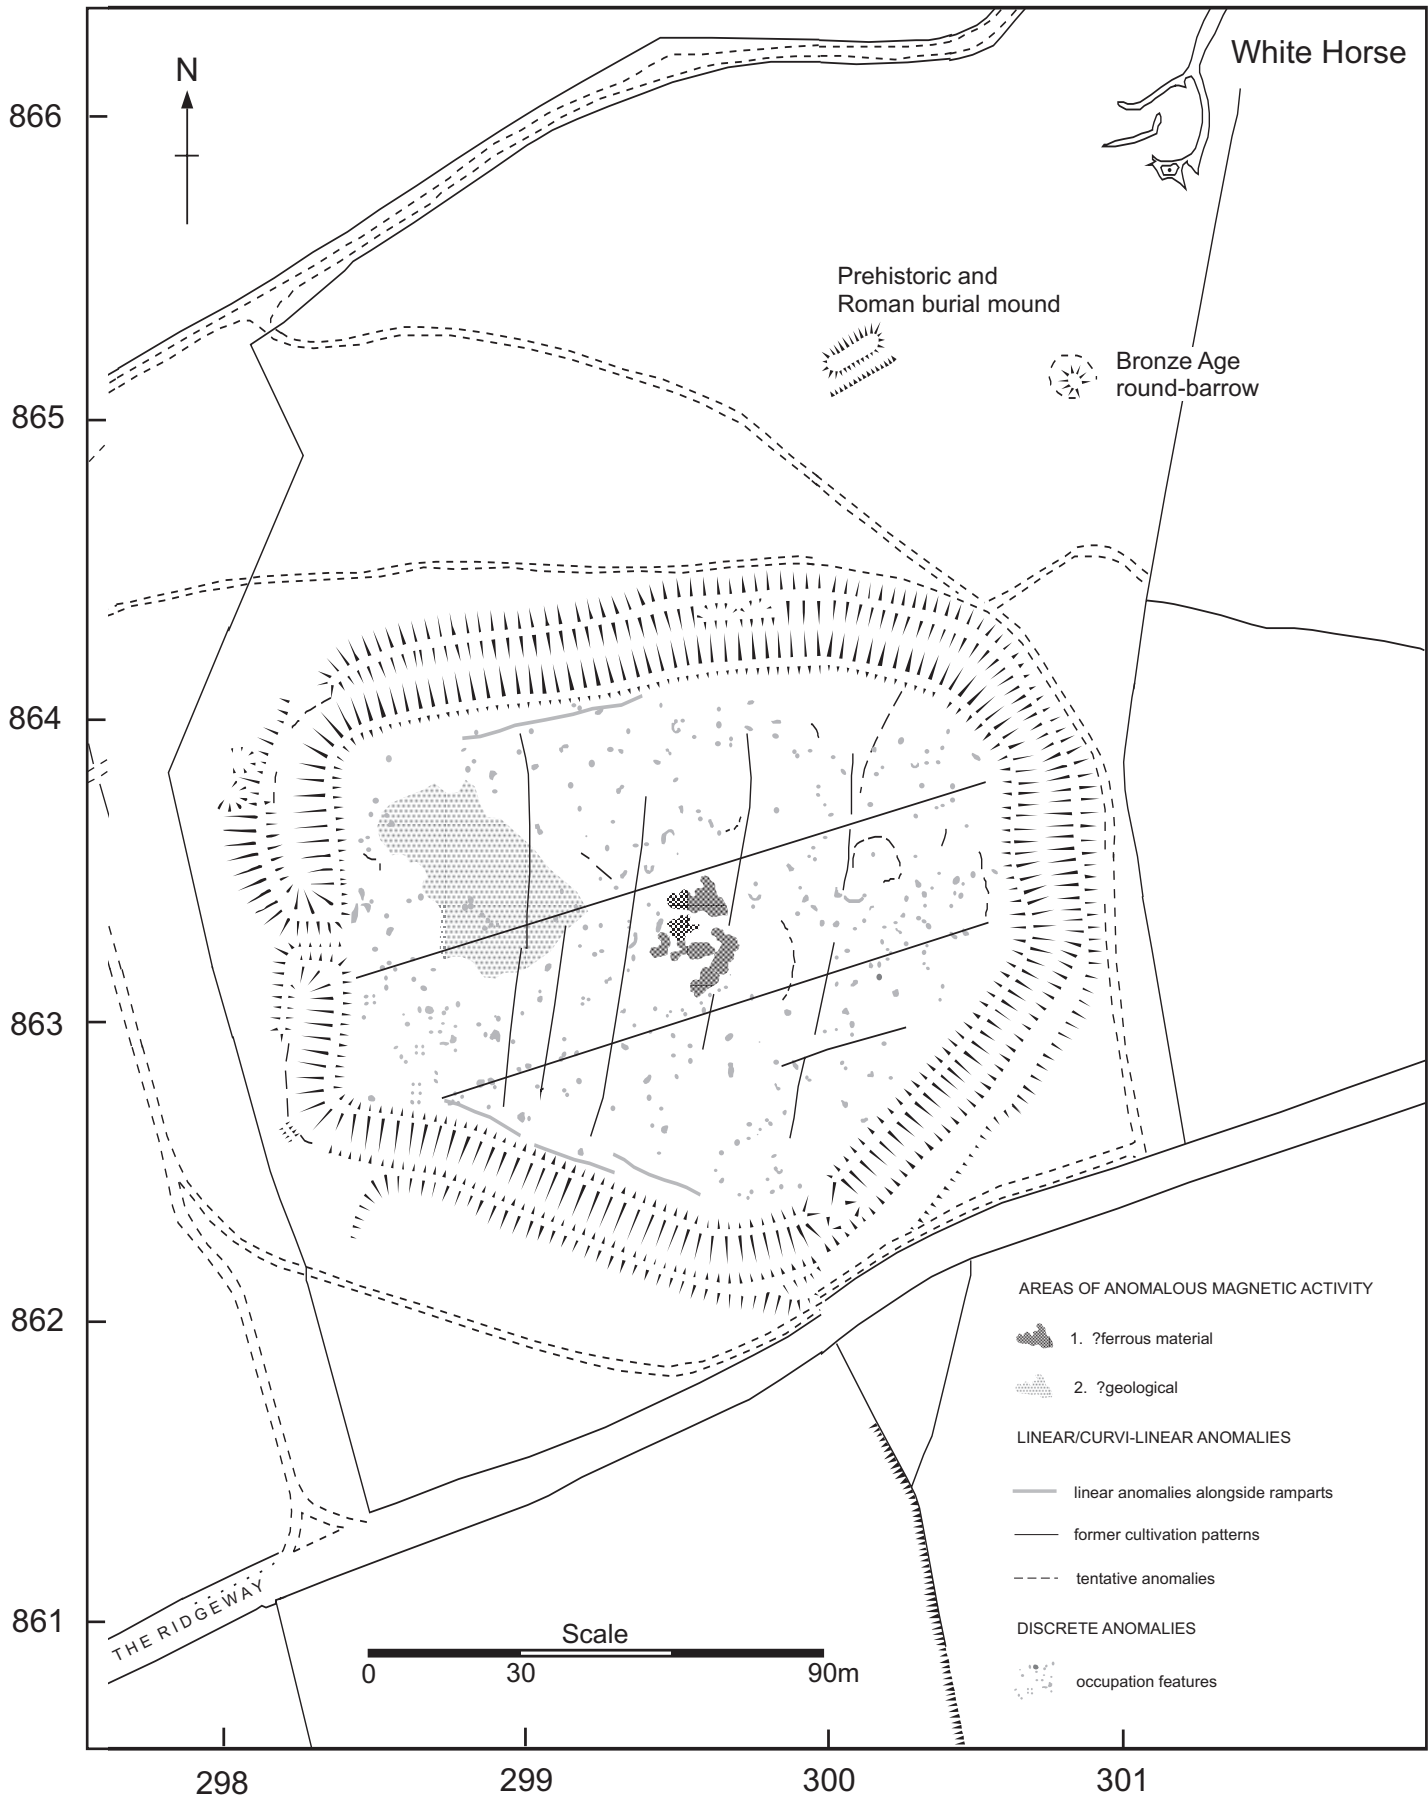 White Horse
N
866
Prehistoric and
Roman burial mound
Bronze Age
round-barrow
865
864
863
862
861
AREAS OF ANOMALOUS MAGNETIC ACTIVITY
1. ?ferrous material
2. ?geological
LINEAR/CURVI-LINEAR ANOMALIES
linear anomalies alongside ramparts
former cultivation patterns
tentative anomalies
DISCRETE ANOMALIES
occupation features
THE RIDGEWAY
Scale
0 30 90m
298 299 300 301